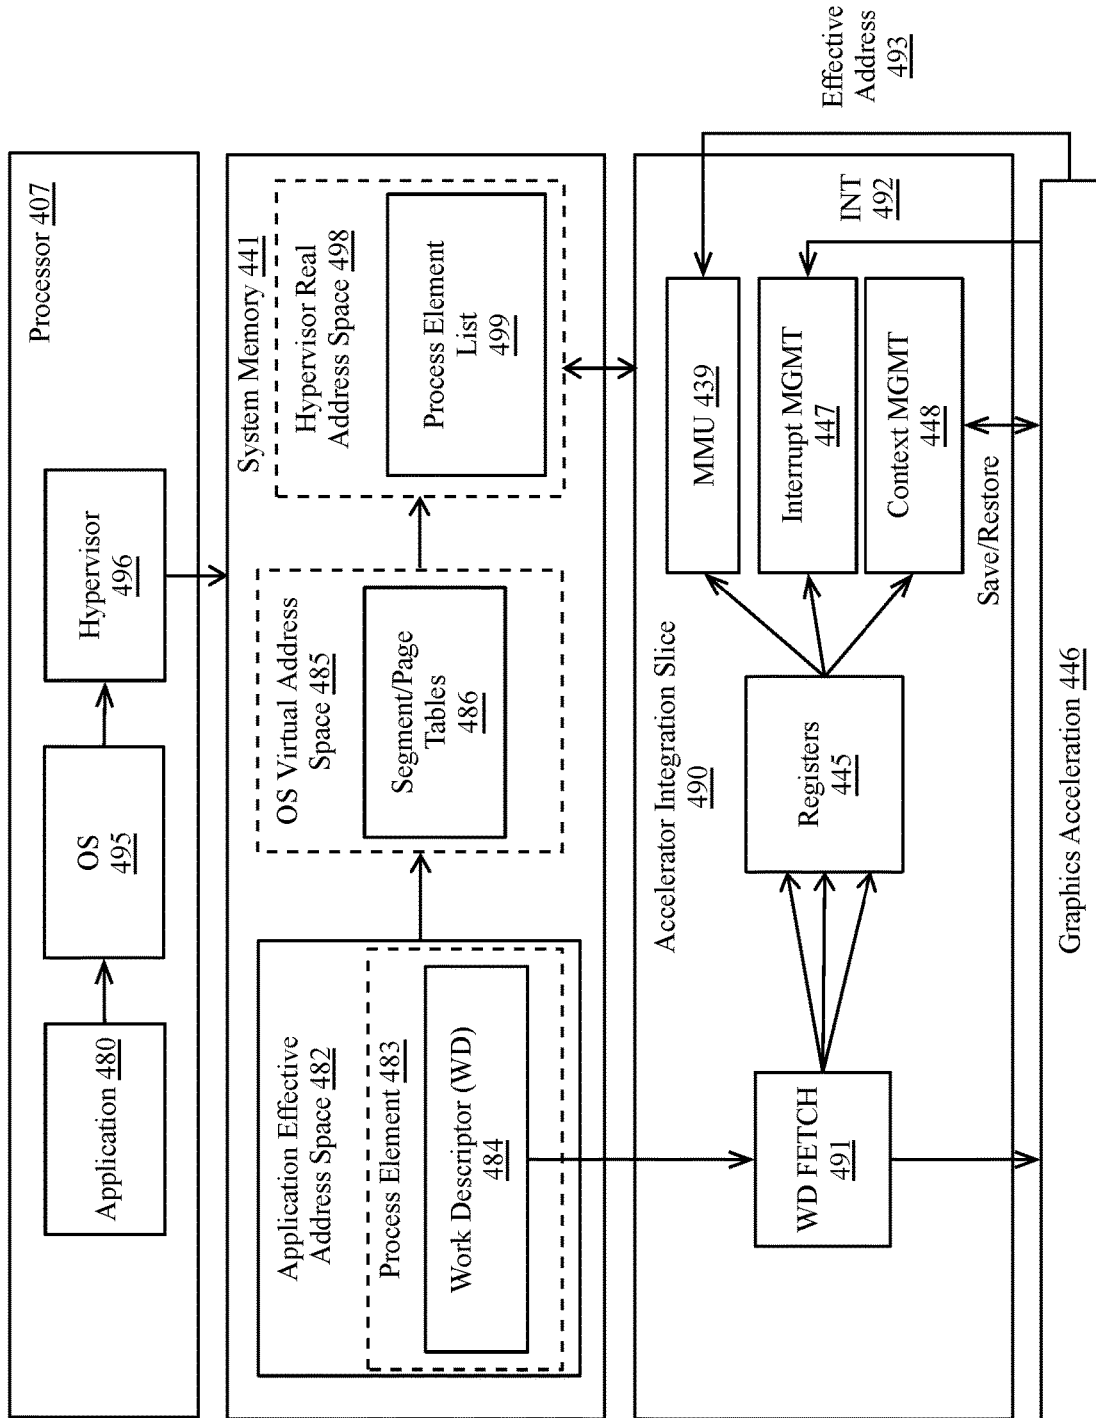 Processor 407
Application 480
OS
495
Hypervisor
496
System Memory 441
Application Effective
Address Space 482
Process Element 483
Work Descriptor (WD)
484
OS Virtual Address
Space 485
Segment/Page
Tables
486
Hypervisor Real
Address Space 498
Process Element
List
499
Accelerator Integration Slice
490
WD FETCH
491
Registers
445
MMU 439
Interrupt MGMT
447
Context MGMT
448
INT
492
Effective
Address
493
Save/Restore
Graphics Acceleration 446